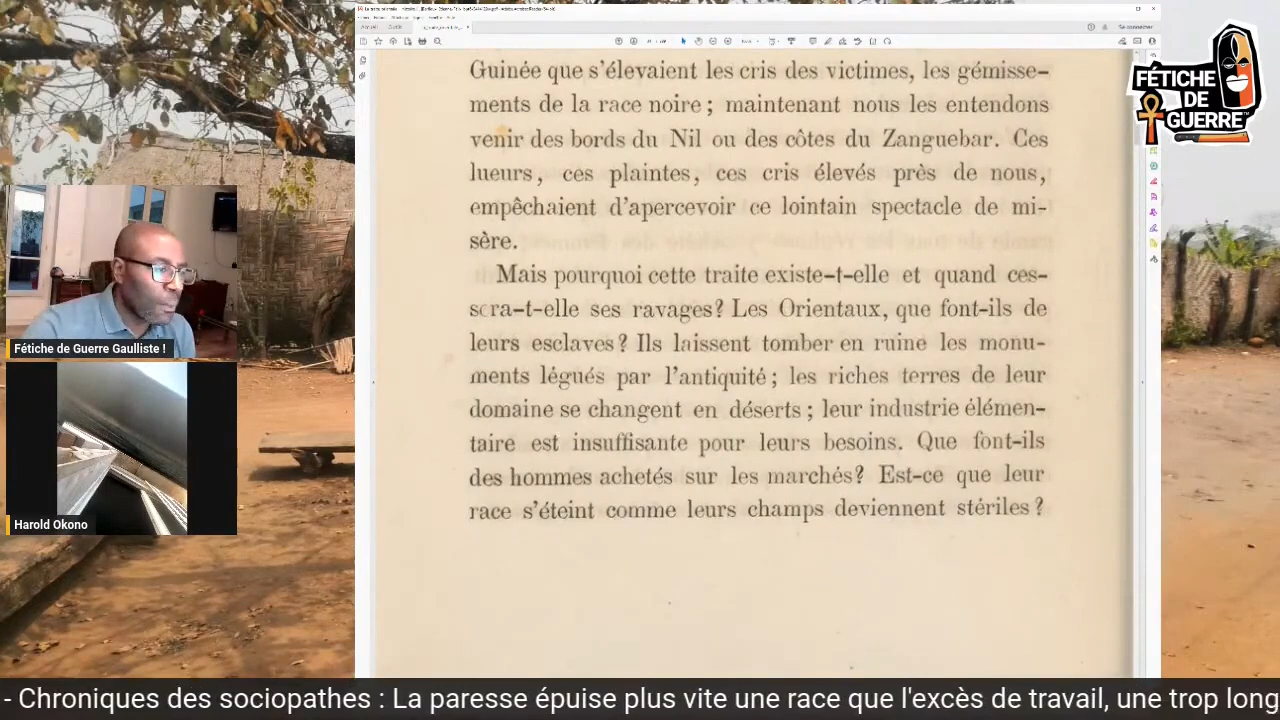 Se connecter
FÉTICHE
DE
GUERRE
Guinée que s'élevaient les cris des victimes, les gémisse-
ments de la race noire ; maintenant nous les entendons
venir des bords du Nil ou des côtes du Zanguebar. Ces
lueurs, ces plaintes, ces cris élevés près de nous,
empêchaient d'apercevoir ce lointain spectacle de mi-
sère.
Mais pourquoi cette traite existe-t-elle et quand ces-
sera-t-elle ses ravages? Les Orientaux, que font-ils de
leurs esclaves? Ils laissent tomber en ruine les monu-
ments légués par l'antiquité ; les riches terres de leur
domaine se changent en déserts ; leur industrie élémen-
taire est insuffisante pour leurs besoins. Que font-ils
des hommes achetés sur les marchés? Est-ce que leur
race s'éteint comme leurs champs deviennent stériles ?
Fétiche de Guerre Gaulliste !
Harold Okono
- Chroniques des sociopathes : La paresse épuise plus vite une race que l'excès de travail, une trop long